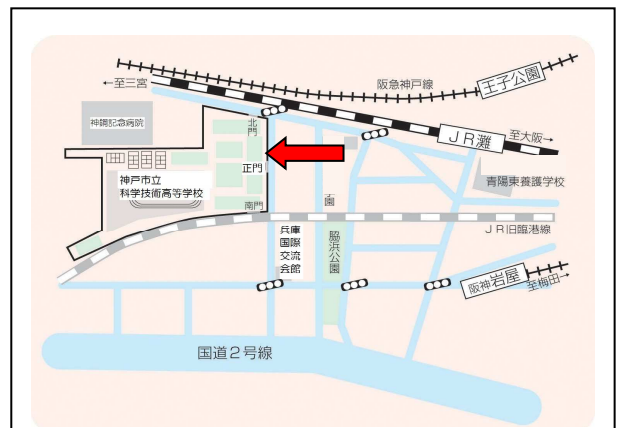 阪急神戸線
王子公園
←至三宮
神鋼記念病院
北門
JR灘
至大阪→
正門
青陽東養護学校
神戸市立
科学技術高等学校
南門
園
JR旧臨港線
兵庫
国際
交流
会館
脇浜公園
阪神岩屋
至梅田→
国道2号線